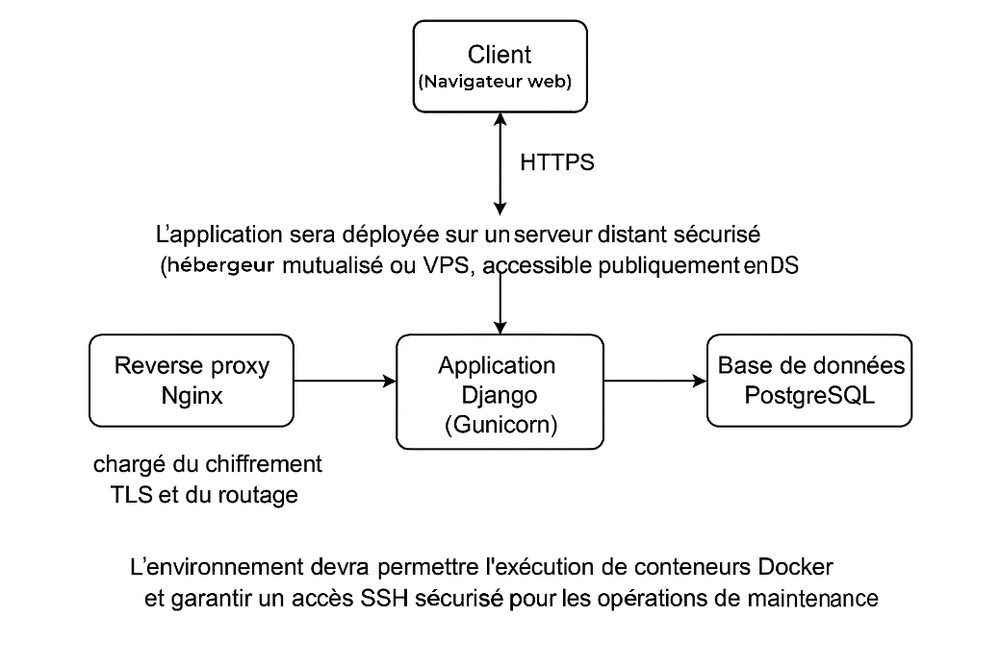 Client
(Navigateur web)
HTTPS
L'application sera déployée sur un serveur distant sécurisé
(hébergeur mutualisé ou VPS, accessible publiquement en DS
Reverse proxy
Nginx
Application
Django
(Gunicorn)
Base de données
PostgreSQL
chargé du chiffrement
TLS et du routage
L'environnement devra permettre l'exécution de conteneurs Docker
et garantir un accès SSH sécurisé pour les opérations de maintenance